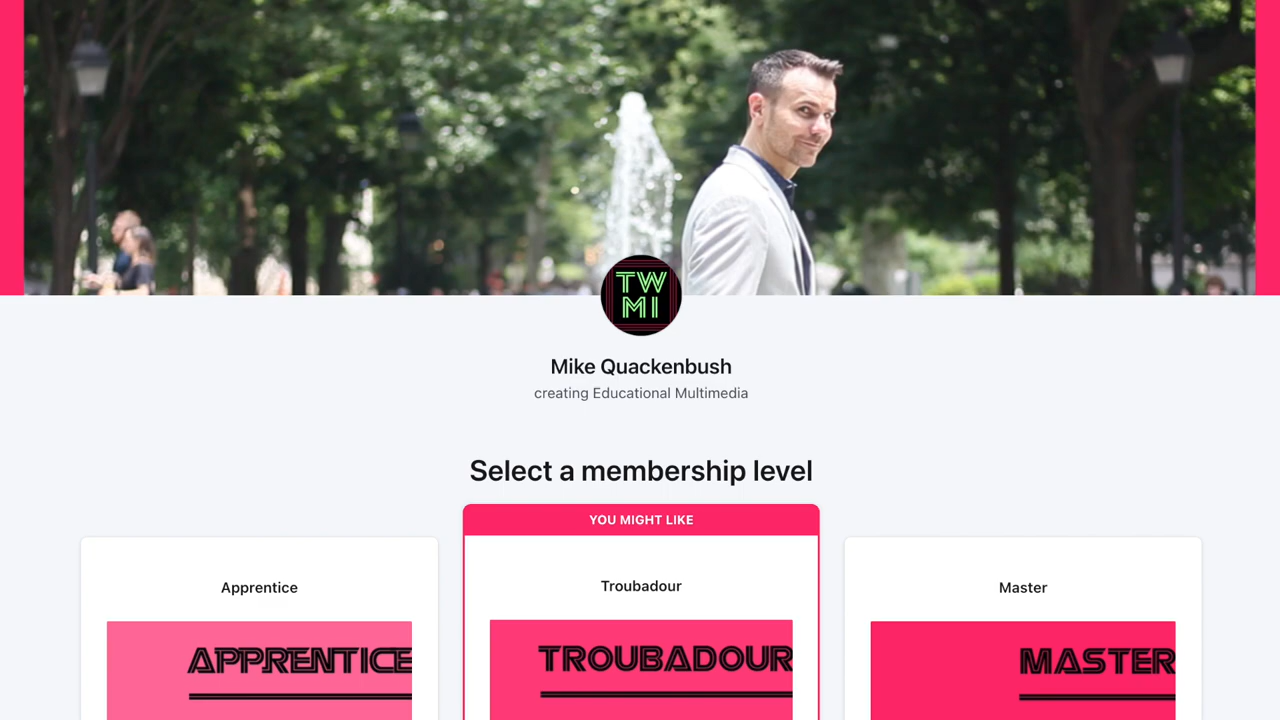 TW
MI
Mike Quackenbush
creating Educational Multimedia
Select a membership level
YOU MIGHT LIKE
Apprentice
Troubadour
Master
APPRENTICE
TROUBADOUR
MASTER